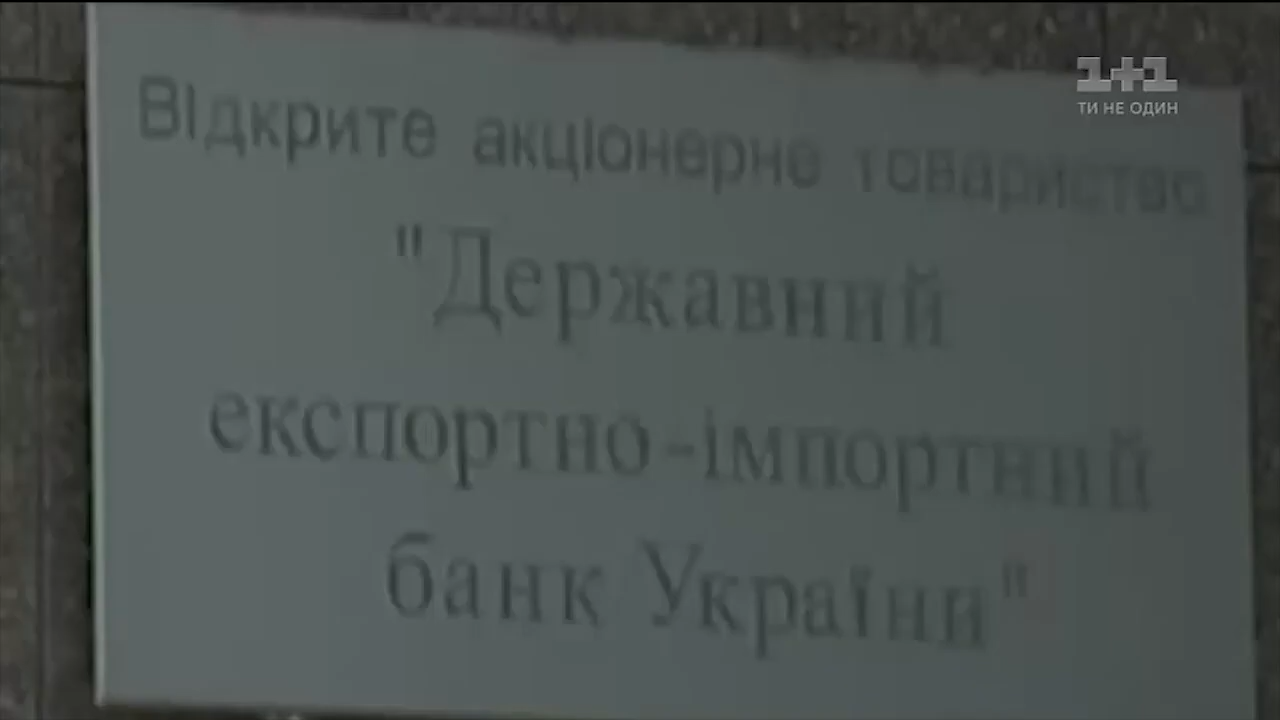 1+1
ТИ НЕ ОДИН
Відкрите акціонерне товариство
"Державний
експортно-імпортний
банк України"